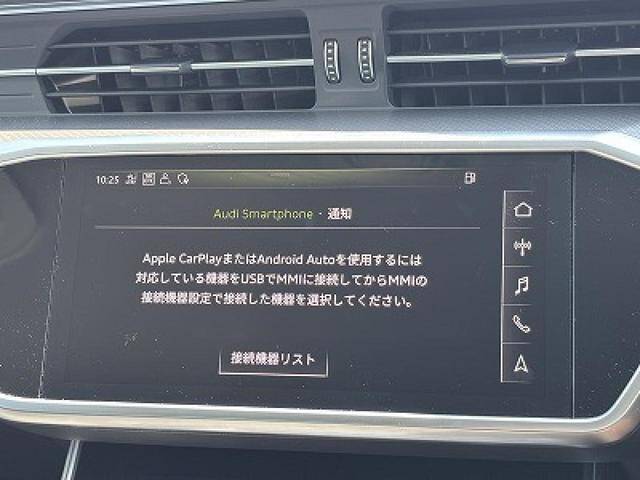 10:25
Audi Smartphone・通知
Apple CarPlayまたはAndroid Autoを使用するには
対応している機器をUSBでMMIに接続してからMMIの
接続機器設定で接続した機器を選択してください。
接続機器リスト